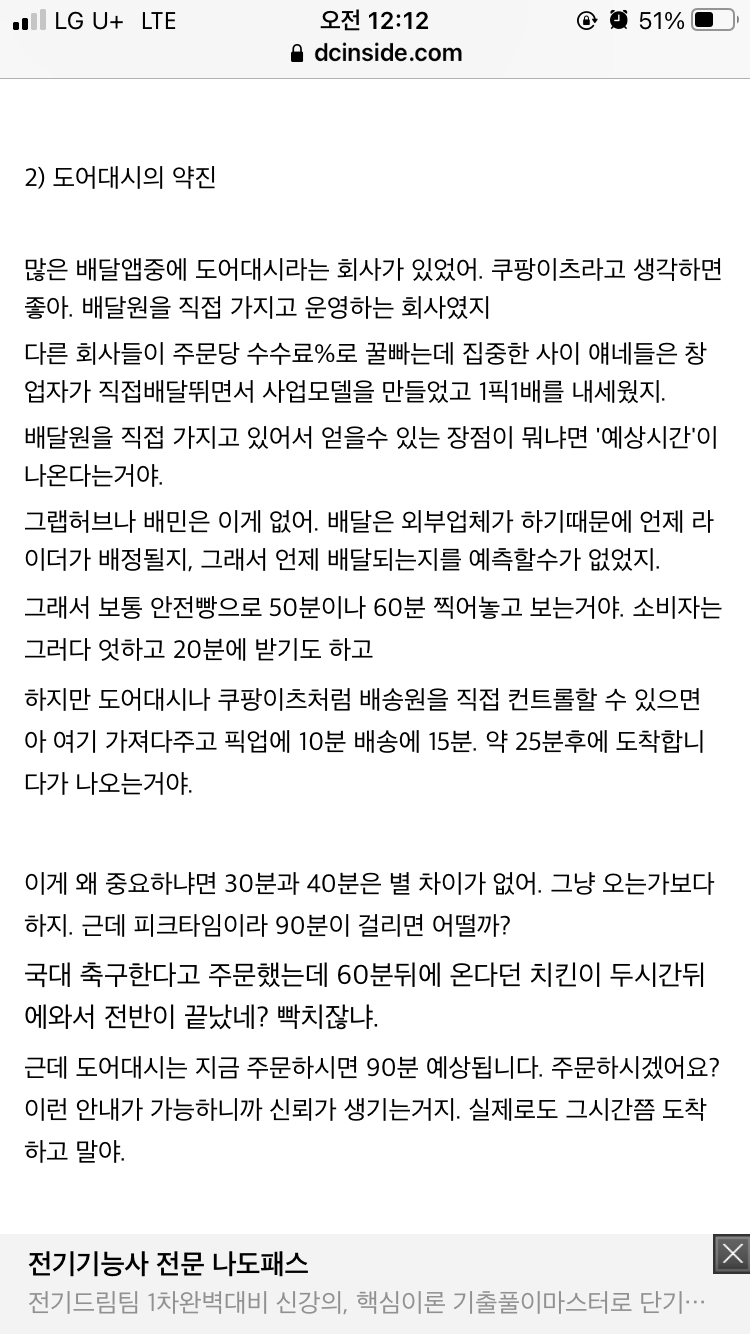 LG U+ LTE 오전 12:12 51%
dcinside.com
2) 도어대시의 약진
많은 배달앱중에 도어대시라는 회사가 있었어. 쿠팡이츠라고 생각하면
좋아. 배달원을 직접 가지고 운영하는 회사였지
다른 회사들이 주문당 수수료%로 꿀빠는데 집중한 사이 얘네들은 창
업자가 직접배달뛰면서 사업모델을 만들었고 1픽1배를 내세웠지.
배달원을 직접 가지고 있어서 얻을수 있는 장점이 뭐냐면 '예상시간'이
나온다는거야.
그랩허브나 배민은 이게 없어. 배달은 외부업체가 하기때문에 언제 라
이더가 배정될지, 그래서 언제 배달되는지를 예측할수가 없었지.
그래서 보통 안전빵으로 50분이나 60분 찍어놓고 보는거야. 소비자는
그러다 엇하고 20분에 받기도 하고
하지만 도어대시나 쿠팡이츠처럼 배송원을 직접 컨트롤할 수 있으면
아 여기 가져다주고 픽업에 10분 배송에 15분. 약 25분후에 도착합니
다가 나오는거야.
이게 왜 중요하냐면 30분과 40분은 별 차이가 없어. 그냥 오는가보다
하지. 근데 피크타임이라 90분이 걸리면 어떨까?
국대 축구한다고 주문했는데 60분뒤에 온다던 치킨이 두시간뒤
에와서 전반이 끝났네? 빡치잖냐.
근데 도어대시는 지금 주문하시면 90분 예상됩니다. 주문하시겠어요?
이런 안내가 가능하니까 신뢰가 생기는거지. 실제로도 그시간쯤 도착
하고 말야.
전기기능사 전문 나도패스
전기드림팀 1차완벽대비 신강의, 핵심이론 기출풀이마스터로 단기…